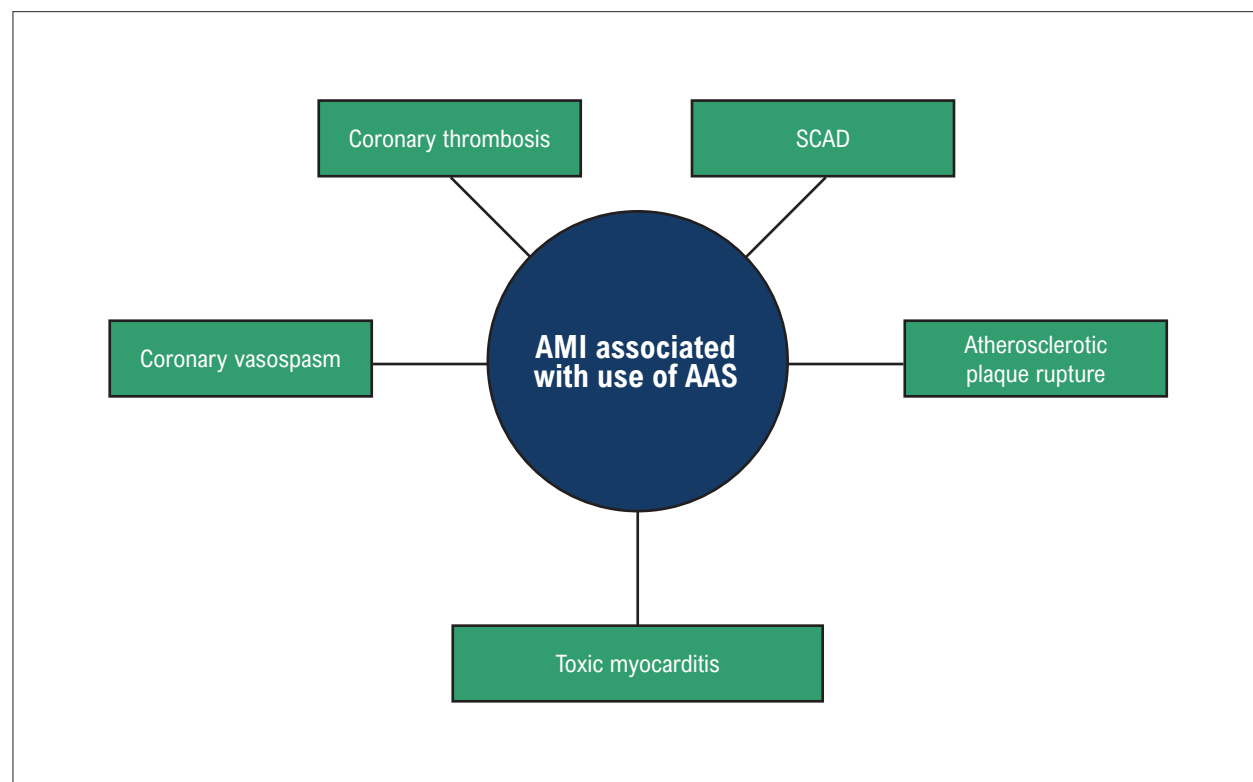 Coronary thrombosis
SCAD
Coronary vasospasm
AMI associated
with use of AAS
Atherosclerotic
plaque rupture
Toxic myocarditis